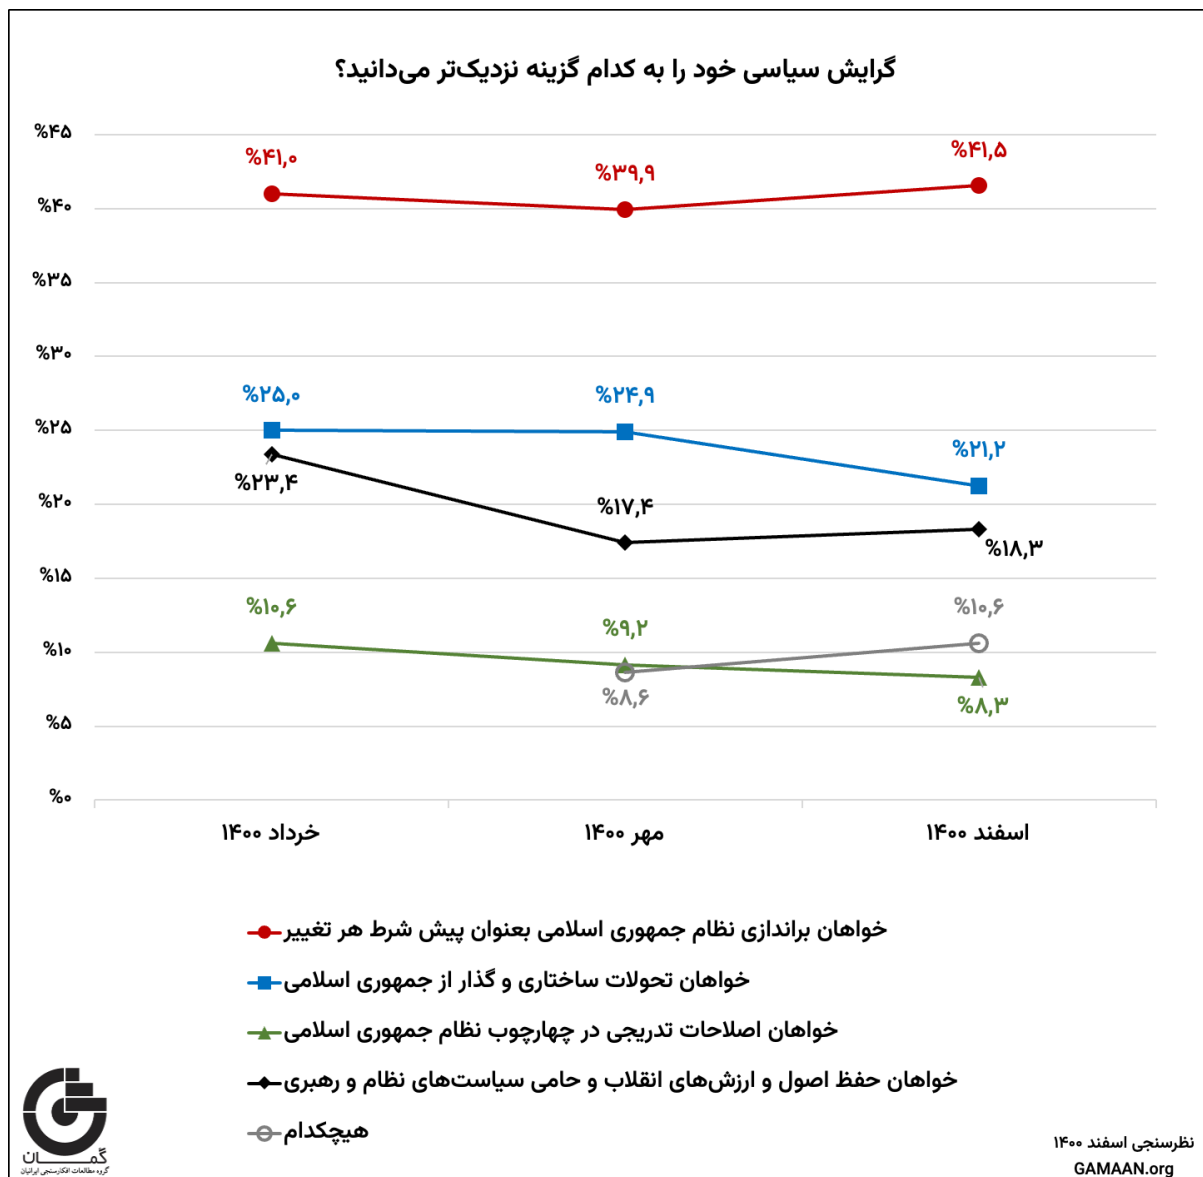 گرایش سیاسی خود را به کدام گزینه نزدیک‌تر می‌دانید؟
%۴۵
%۴۰
%۳۵
%۳۰
%۲۵
%۲۰
%۱۵
%۱۰
%۵
%۰
%۴۱,۰
%۳۹,۹
%۴۱,۵
%۲۵,۰
%۲۴,۹
%۲۱,۲
%۲۳,۴
%۱۷,۴
%۱۸,۳
%۱۰,۶
%۹,۲
%۸,۳
%۸,۶
%۱۰,۶
خرداد ۱۴۰۰
مهر ۱۴۰۰
اسفند ۱۴۰۰
خواهان براندازی نظام جمهوری اسلامی بعنوان پیش شرط هر تغییر
خواهان تحولات ساختاری و گذار از جمهوری اسلامی
خواهان اصلاحات تدریجی در چهارچوب نظام جمهوری اسلامی
خواهان حفظ اصول و ارزش‌های انقلاب و حامی سیاست‌های نظام و رهبری
هیچکدام
گمان
گروه مطالعات افکارسنجی ایرانیان
نظرسنجی اسفند ۱۴۰۰
GAMAAN.org